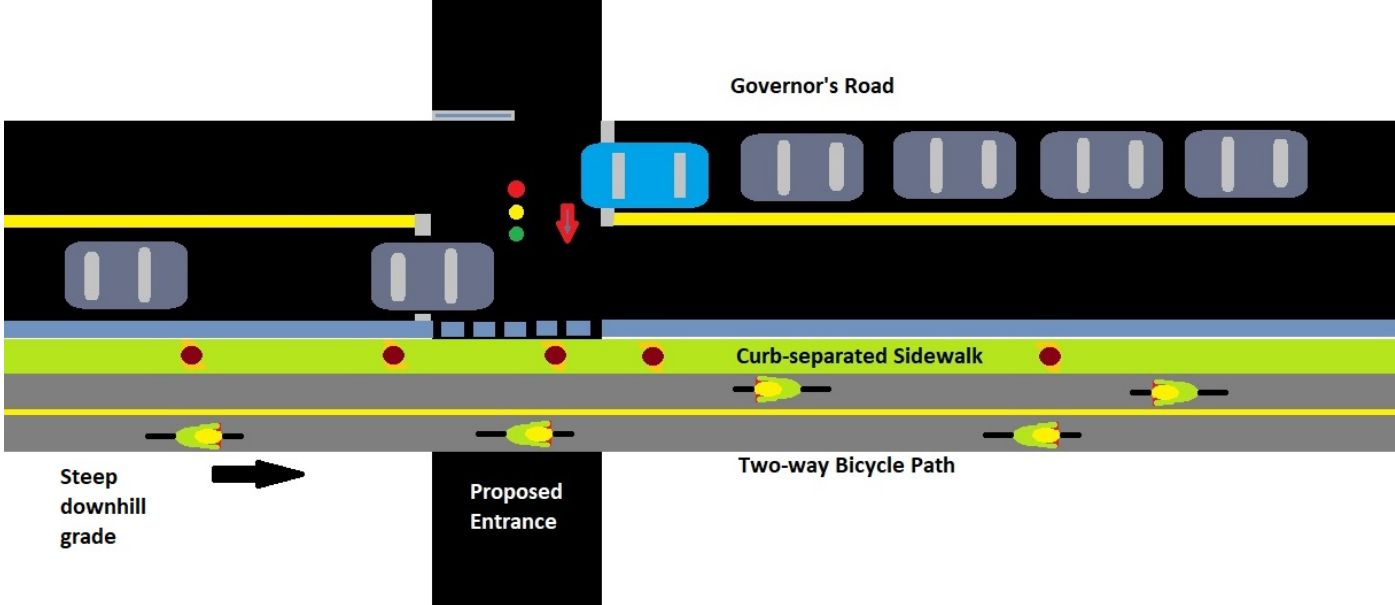 Governor's Road
Curb-separated Sidewalk
Two-way Bicycle Path
Steep
downhill
grade
Proposed
Entrance